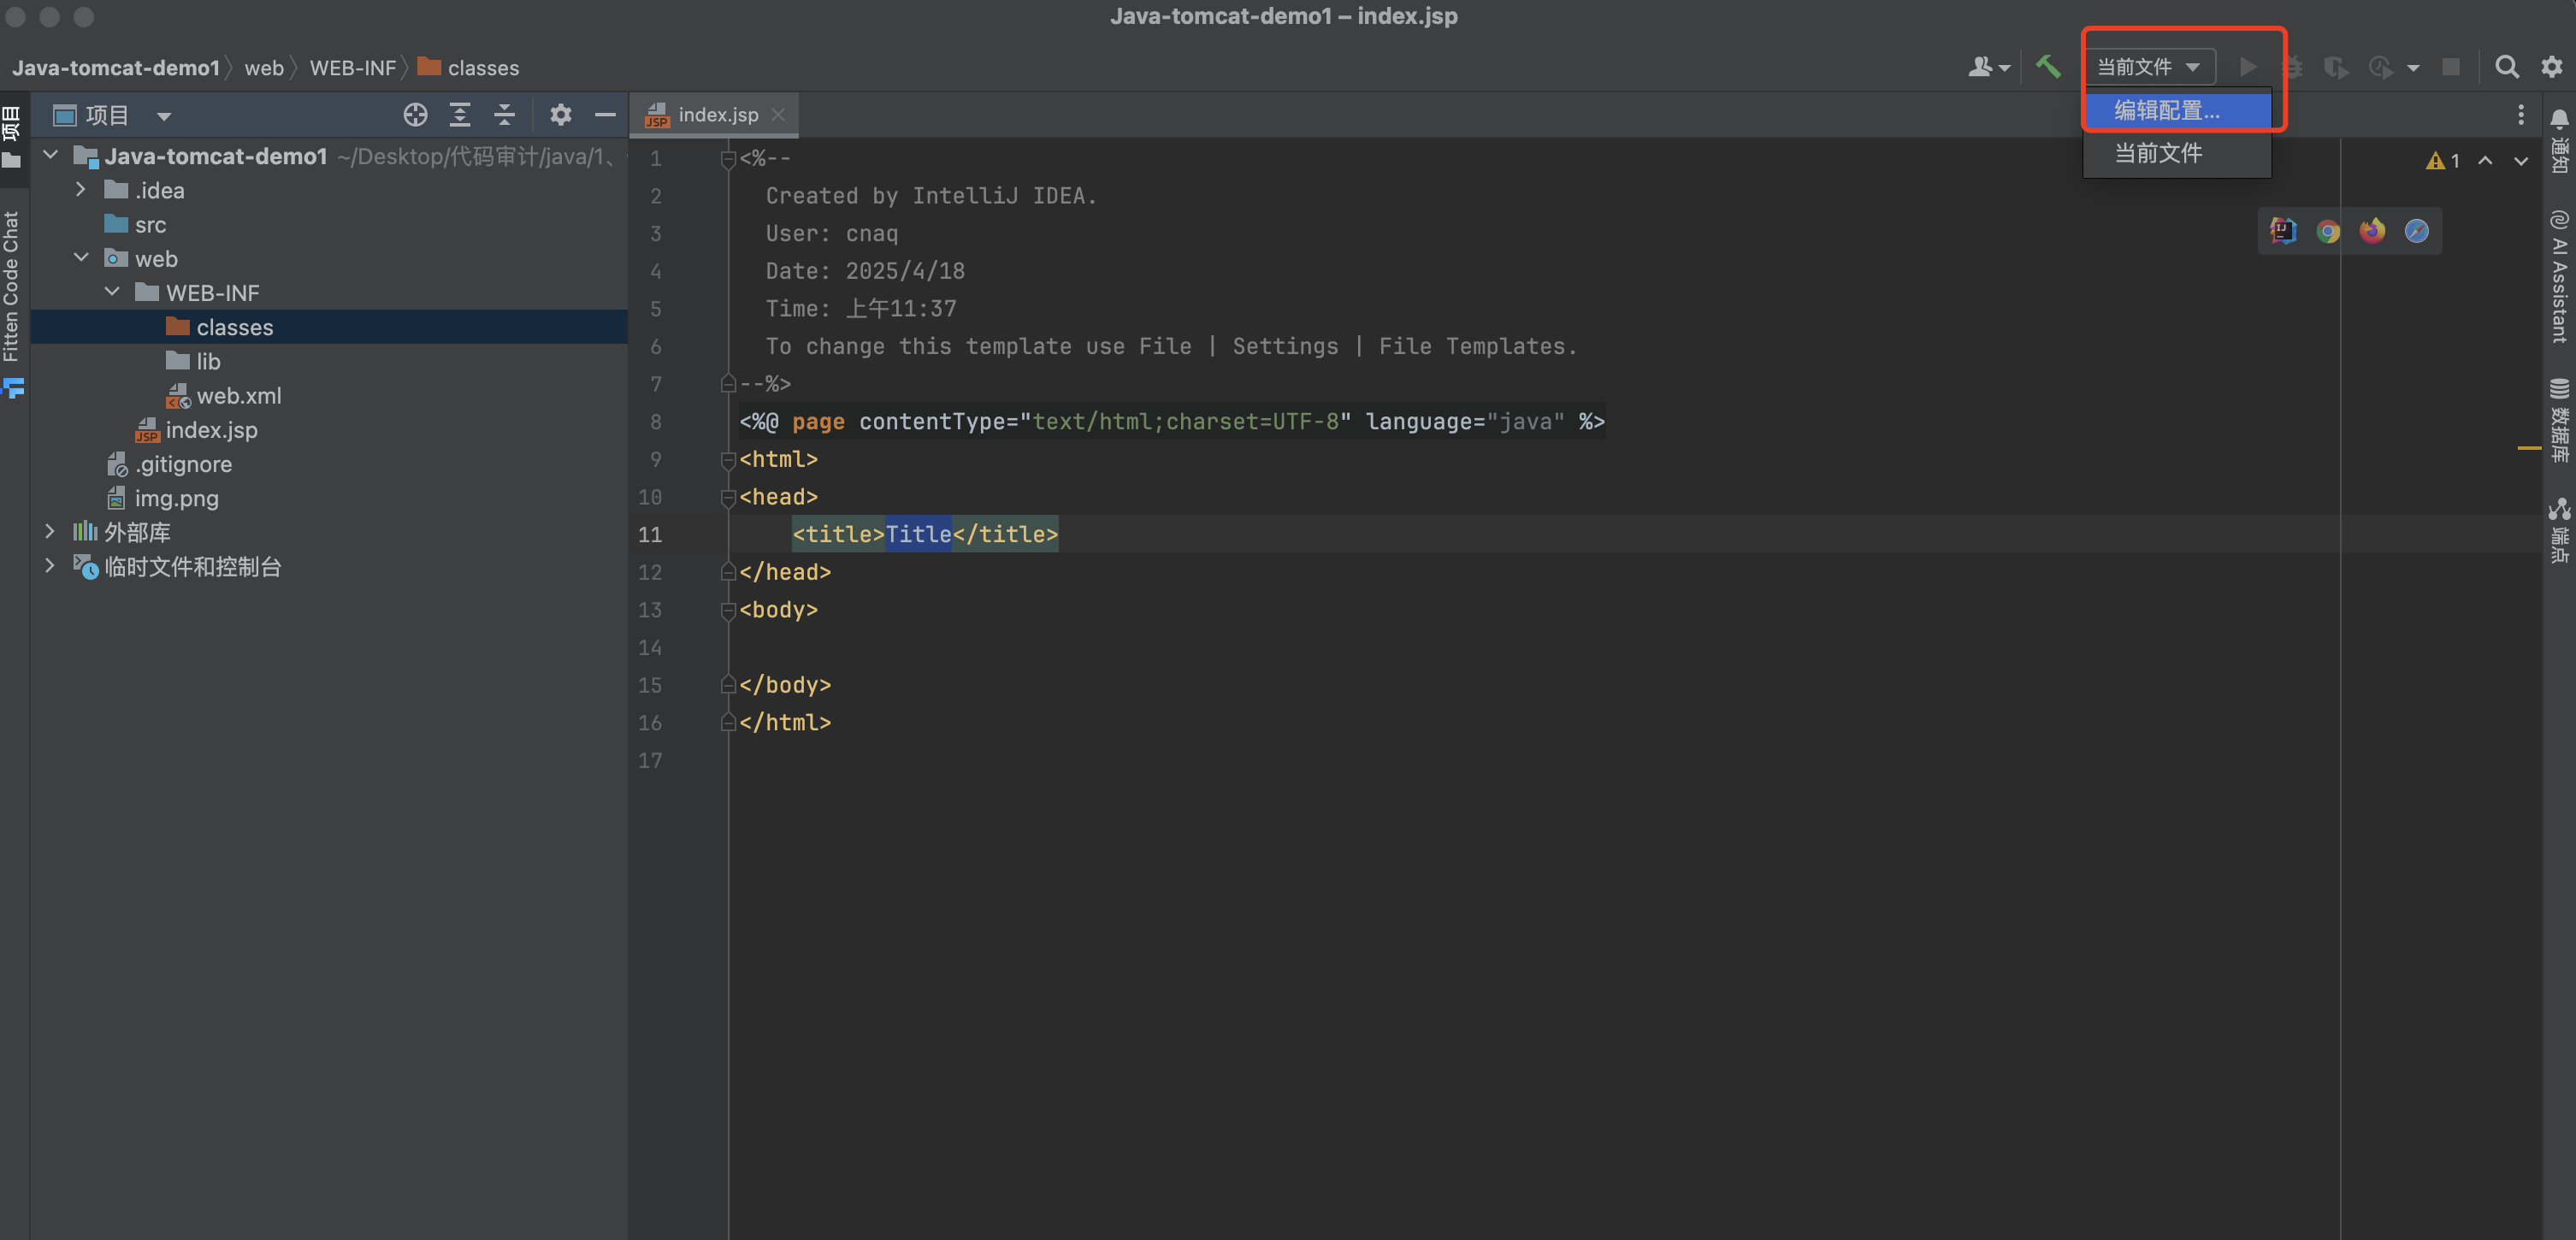 Java-tomcat-demo1 – index.jsp
Java-tomcat-demo1 web WEB-INF classes
当前文件
编辑配置...
当前文件
项目
index.jsp
项目
Fitten Code Chat
Java-tomcat-demo1 ~/Desktop/代码审计/java/1、
.idea
src
web
WEB-INF
classes
lib
web.xml
index.jsp
.gitignore
img.png
外部库
临时文件和控制台
1 <%--
2 Created by IntelliJ IDEA.
3 User: cnaq
4 Date: 2025/4/18
5 Time: 上午11:37
6 To change this template use File | Settings | File Templates.
7 --%>
8 <%@ page contentType="text/html;charset=UTF-8" language="java" %>
9 <html>
10 <head>
11 <title>Title</title>
12 </head>
13 <body>
14
15 </body>
16 </html>
17
1
通知
AI Assistant
数据库
端点